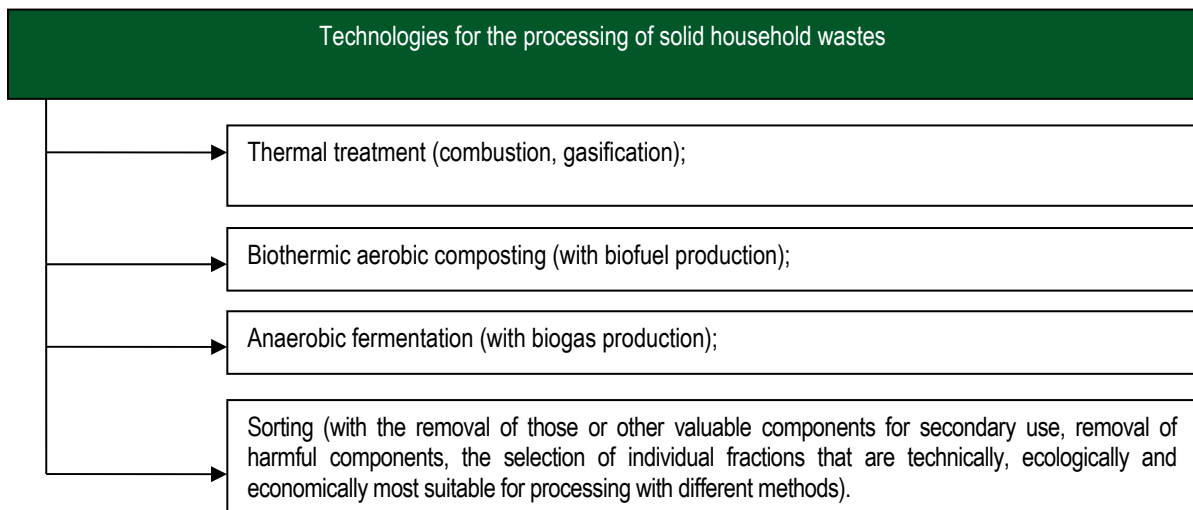 Technologies for the processing of solid household wastes
Thermal treatment (combustion, gasification);
Biothermic aerobic composting (with biofuel production);
Anaerobic fermentation (with biogas production);
Sorting (with the removal of those or other valuable components for secondary use, removal of
harmful components, the selection of individual fractions that are technically, ecologically and
economically most suitable for processing with different methods).